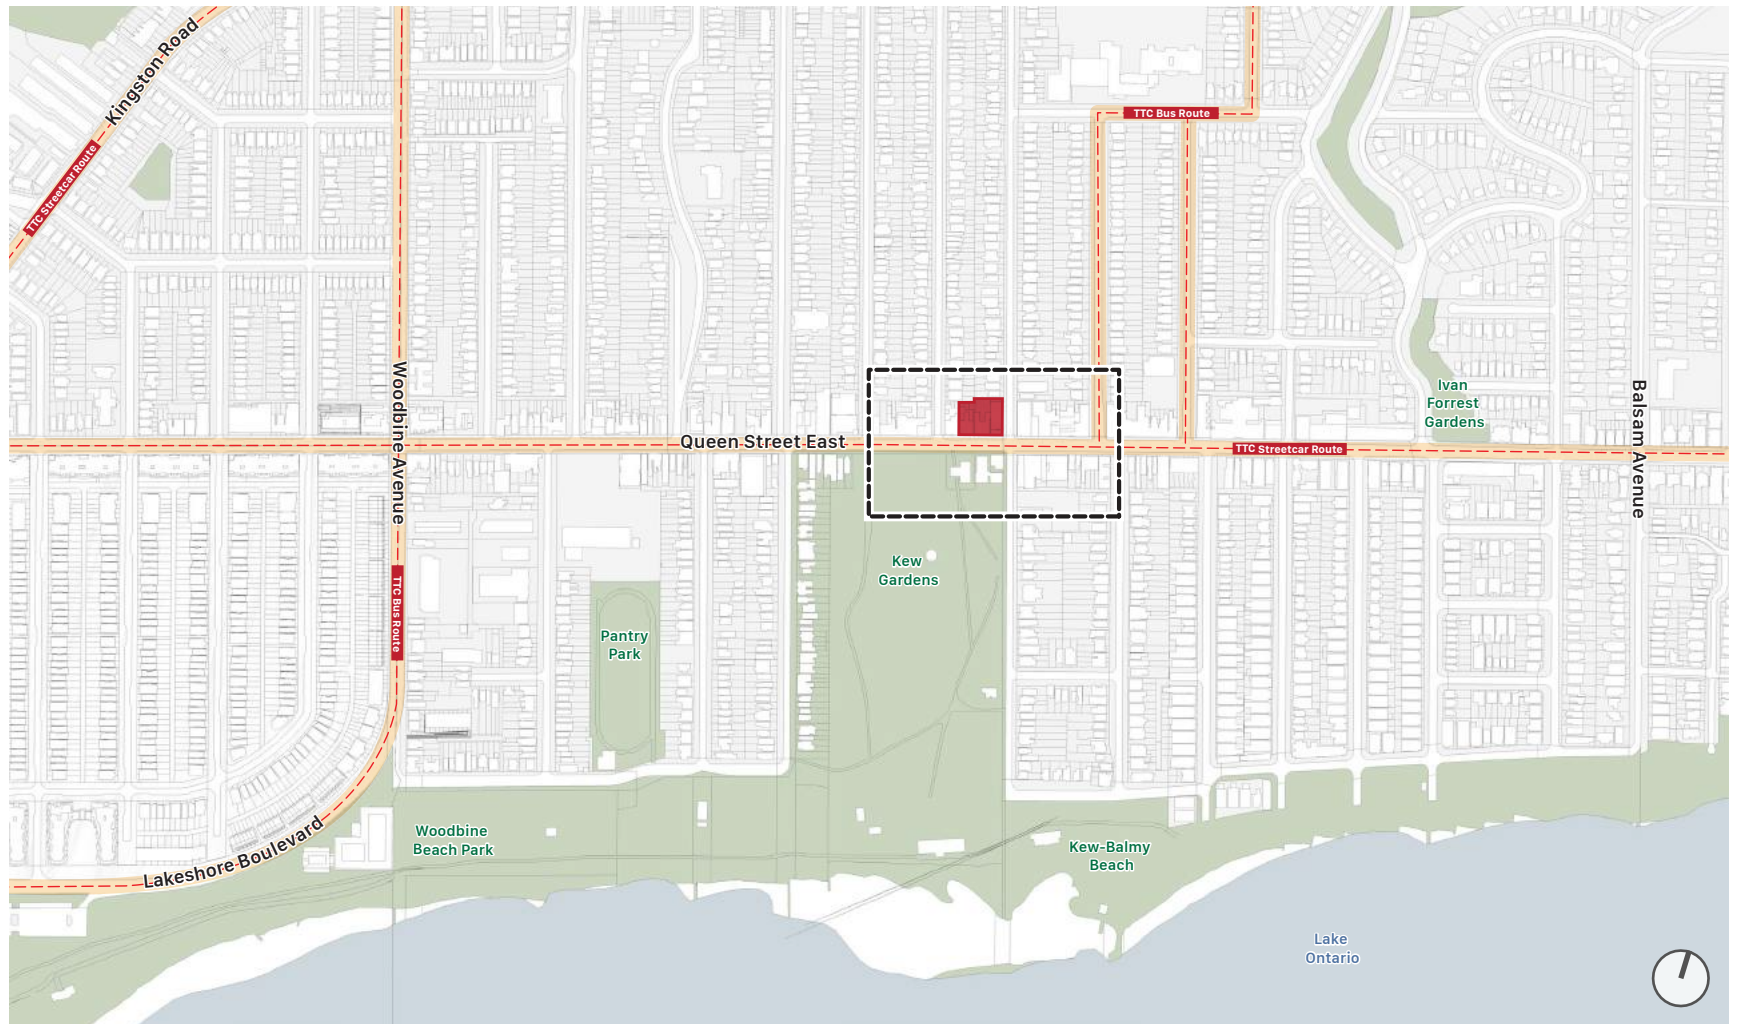 Kingston Road
TTC Streetcar Route
TTC Bus Route
Woodbine Avenue
Ivan
Forrest
Gardens
Balsam Avenue
Queen Street East
TTC Streetcar Route
Kew
Gardens
TTC Bus Route
Pantry
Park
Woodbine
Beach Park
Lakeshore Boulevard
Kew-Balmy
Beach
Lake
Ontario